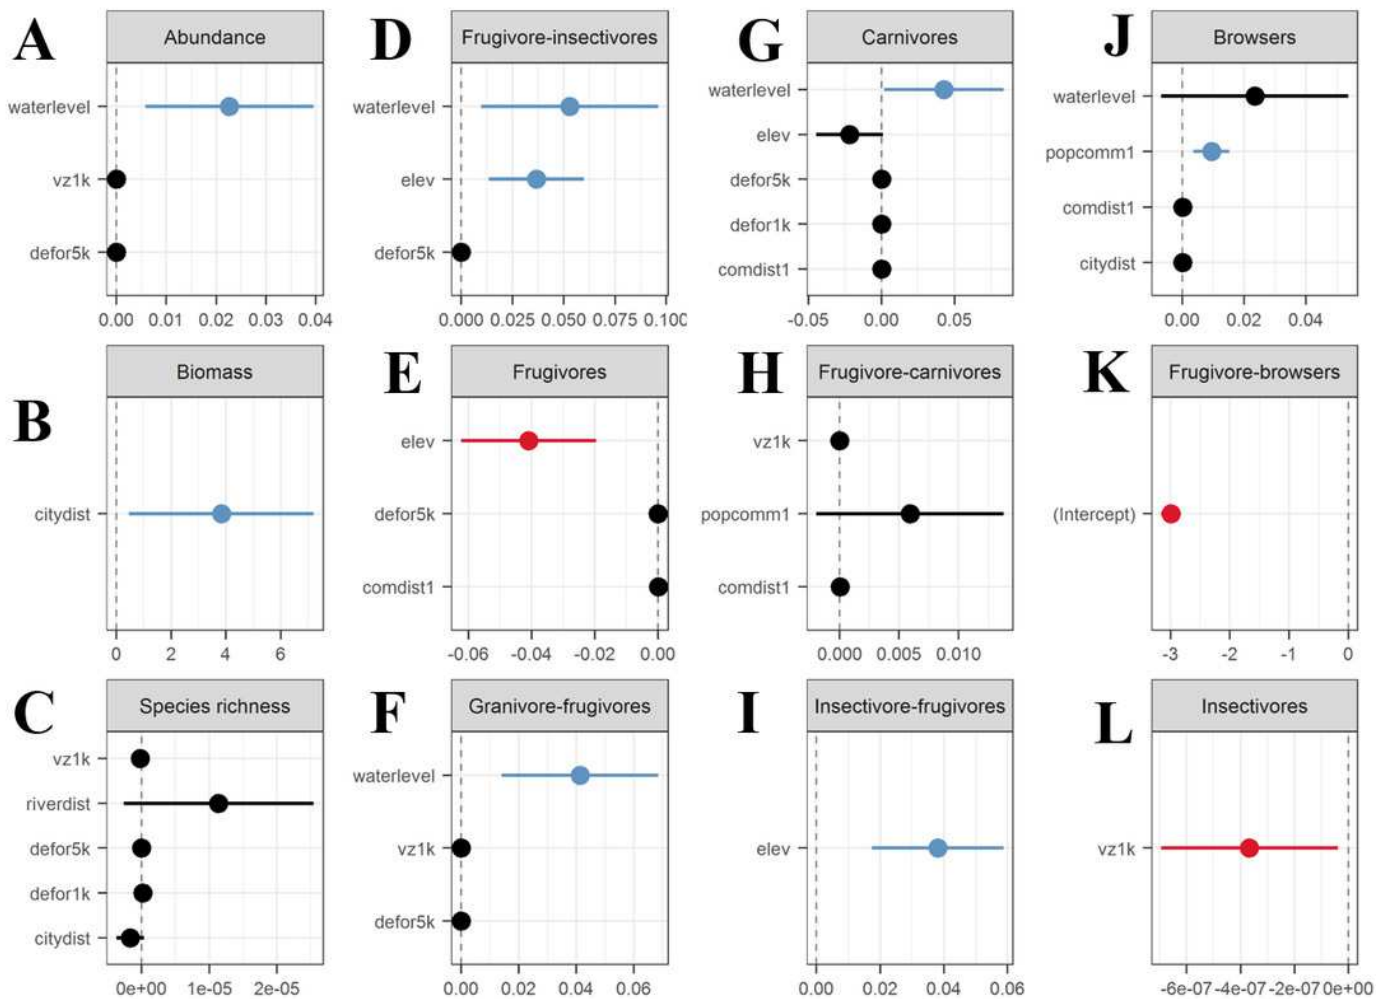 A
Abundance
waterlevel
vz1k
defor5k
0.00 0.01 0.02 0.03 0.04
D
Frugivore-insectivores
waterlevel
elev
defor5k
0.000 0.025 0.050 0.075 0.100
G
Carnivores
waterlevel
elev
defor5k
defor1k
comdist1
-0.05 0.00 0.05
J
Browsers
waterlevel
popcomm1
comdist1
citydist
0.00 0.02 0.04
B
Biomass
citydist
0 2 4 6
E
Frugivores
elev
defor5k
comdist1
-0.06 -0.04 -0.02 0.00
H
Frugivore-carnivores
vz1k
popcomm1
comdist1
0.000 0.005 0.010
K
Frugivore-browsers
(Intercept)
-3 -2 -1 0
C
Species richness
vz1k
riverdist
defor5k
defor1k
citydist
0e+00 1e-05 2e-05
F
Granivore-frugivores
waterlevel
vz1k
defor5k
0.00 0.02 0.04 0.06
I
Insectivore-frugivores
elev
0.00 0.02 0.04 0.06
L
Insectivores
vz1k
-6e-07 -4e-07 -2e-07 0e+00